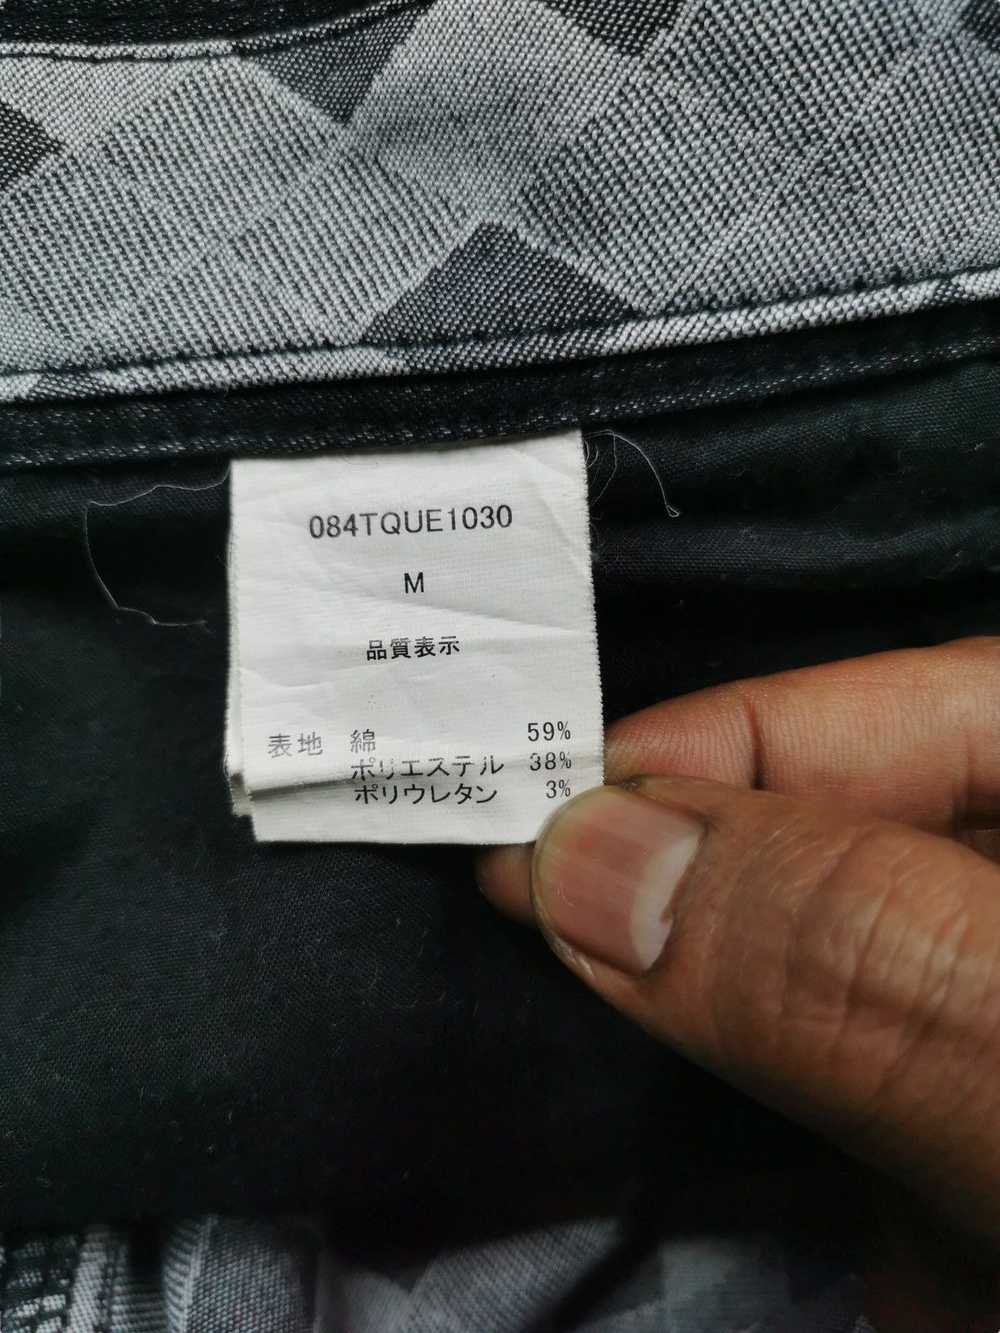 084TQUE1030
M
品質表示
表地 綿 59%
ポリエステル 38%
ポリウレタン 3%